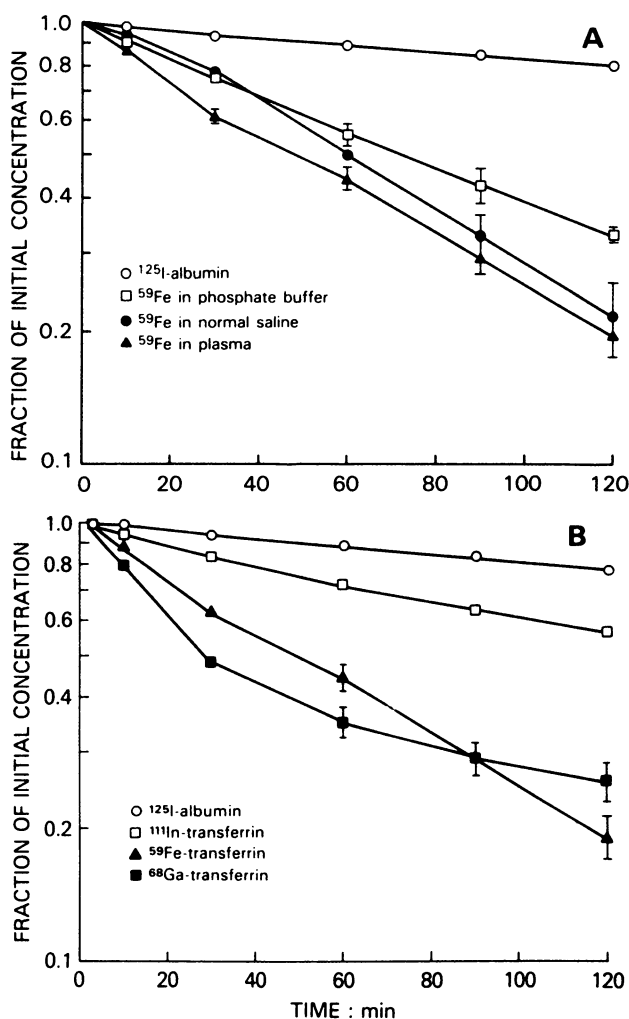 A
FRACTION OF INITIAL CONCENTRATION
1.0
0.8
0.6
0.4
0.2
0.1
○ ¹²⁵I-albumin
□ ⁵⁹Fe in phosphate buffer
● ⁵⁹Fe in normal saline
▲ ⁵⁹Fe in plasma
0 20 40 60 80 100 120
B
FRACTION OF INITIAL CONCENTRATION
1.0
0.8
0.6
0.4
0.2
0.1
○ ¹²⁵I-albumin
□ ¹¹¹In-transferrin
▲ ⁵⁹Fe-transferrin
■ ⁶⁸Ga-transferrin
0 20 40 60 80 100 120
TIME : min